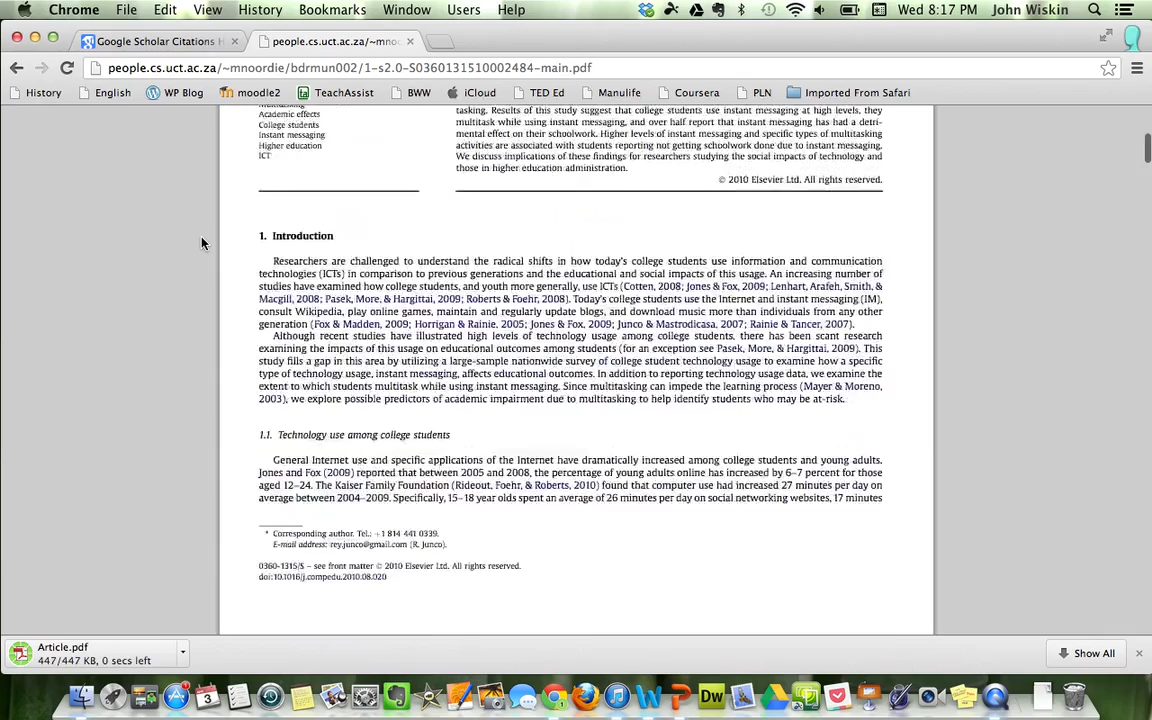 Chrome File Edit View History Bookmarks Window Users Help Wed 8:17 PM John Wiskin
Google Scholar Citations H people.cs.uct.ac.za/~mno
people.cs.uct.ac.za/~mnoordie/bdrmun002/1-s2.0-S0360131510002484-main.pdf
History English WP Blog moodle2 TeachAssist BWW iCloud TED Ed Manulife Coursera PLN Imported From Safari
Academic effects
College students
Instant messaging
Higher education
ICT
tasking. Results of this study suggest that college students use instant messaging at high levels, they
multitask while using instant messaging, and over half report that instant messaging has had a detri-
mental effect on their schoolwork. Higher levels of instant messaging and specific types of multitasking
activities are associated with students reporting not getting schoolwork done due to instant messaging.
We discuss implications of these findings for researchers studying the social impacts of technology and
those in higher education administration.
© 2010 Elsevier Ltd. All rights reserved.
1. Introduction
Researchers are challenged to understand the radical shifts in how today's college students use information and communication
technologies (ICTs) in comparison to previous generations and the educational and social impacts of this usage. An increasing number of
studies have examined how college students, and youth more generally, use ICTs (Cotten, 2008; Jones & Fox, 2009; Lenhart, Arafeh, Smith, &
Macgill, 2008; Pasek, More, & Hargittai, 2009; Roberts & Foehr, 2008). Today's college students use the Internet and instant messaging (IM),
consult Wikipedia, play online games, maintain and regularly update blogs, and download music more than individuals from any other
generation (Fox & Madden, 2009; Horrigan & Rainie, 2005; Jones & Fox, 2009; Junco & Mastrodicasa, 2007; Rainie & Tancer, 2007).
Although recent studies have illustrated high levels of technology usage among college students, there has been scant research
examining the impacts of this usage on educational outcomes among students (for an exception see Pasek, More, & Hargittai, 2009). This
study fills a gap in this area by utilizing a large-sample nationwide survey of college student technology usage to examine how a specific
type of technology usage, instant messaging, affects educational outcomes. In addition to reporting technology usage data, we examine the
extent to which students multitask while using instant messaging. Since multitasking can impede the learning process (Mayer & Moreno,
2003), we explore possible predictors of academic impairment due to multitasking to help identify students who may be at-risk.
1.1. Technology use among college students
General Internet use and specific applications of the Internet have dramatically increased among college students and young adults.
Jones and Fox (2009) reported that between 2005 and 2008, the percentage of young adults online has increased by 6–7 percent for those
aged 12–24. The Kaiser Family Foundation (Rideout, Foehr, & Roberts, 2010) found that computer use had increased 27 minutes per day on
average between 2004–2009. Specifically, 15–18 year olds spent an average of 26 minutes per day on social networking websites, 17 minutes
* Corresponding author. Tel.: +1 814 441 0339.
E-mail address: rey.junco@gmail.com (R. Junco).
0360-1315/$ – see front matter © 2010 Elsevier Ltd. All rights reserved.
doi:10.1016/j.compedu.2010.08.020
Article.pdf
447/447 KB, 0 secs left
Show All